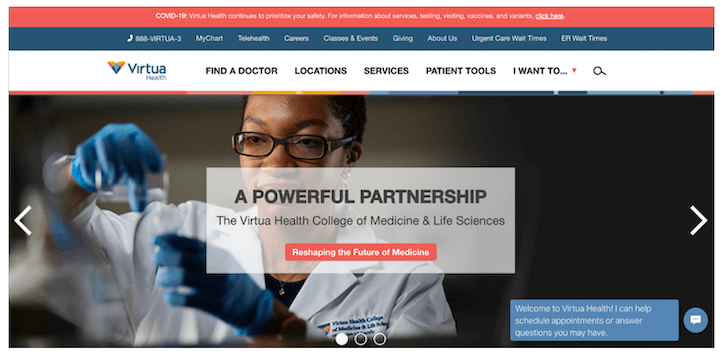 COVID-19: Virtua Health continues to prioritize your safety. For information about services, testing, visiting, vaccines, and variants, click here.
888-VIRTUA-3 MyChart Telehealth Careers Classes & Events Giving About Us Urgent Care Wait Times ER Wait Times
Virtua
Health
FIND A DOCTOR LOCATIONS SERVICES PATIENT TOOLS I WANT TO...
A POWERFUL PARTNERSHIP
The Virtua Health College of Medicine & Life Sciences
Reshaping the Future of Medicine
Welcome to Virtua Health! I can help
schedule appointments or answer
questions you may have.
Virtua Health College
of Medicine & Life